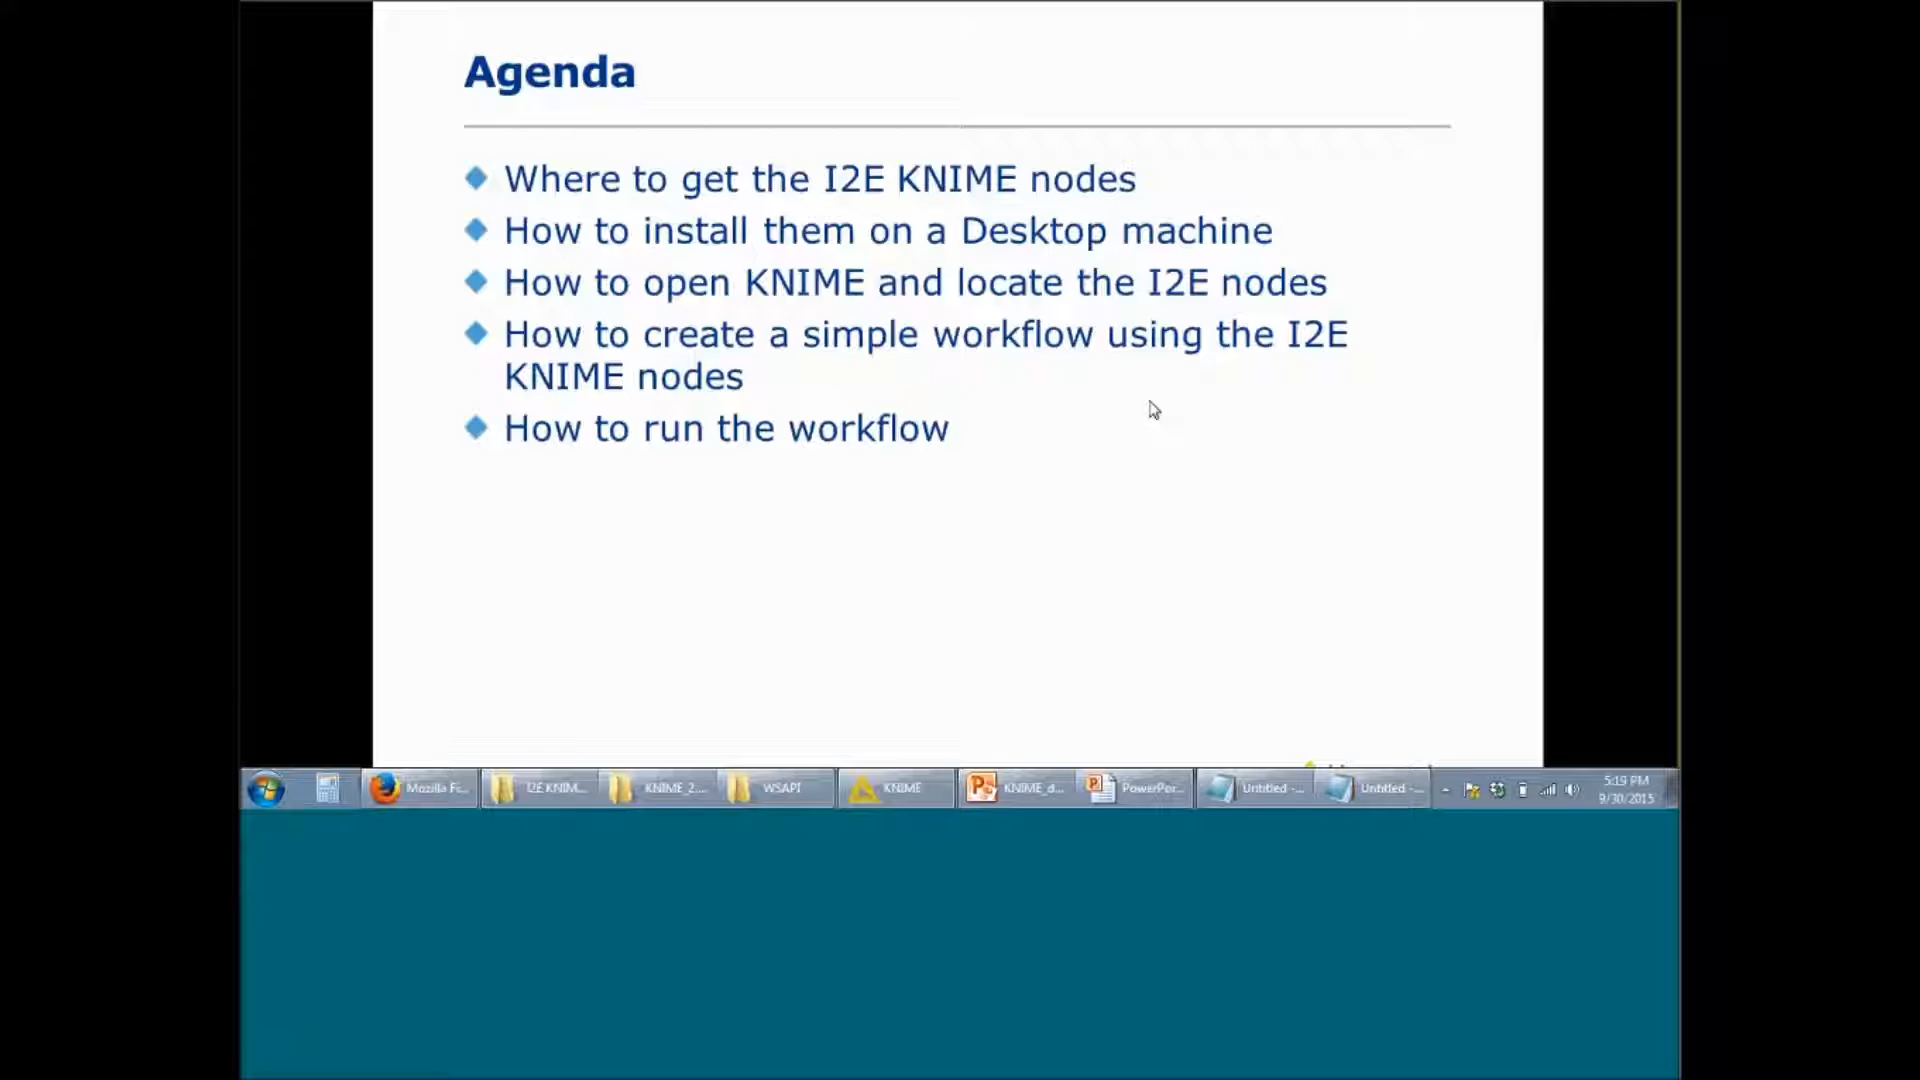 Agenda
Where to get the I2E KNIME nodes
How to install them on a Desktop machine
How to open KNIME and locate the I2E nodes
How to create a simple workflow using the I2E
KNIME nodes
How to run the workflow
Mozilla Fi... I2E KNIM... KNIME_2.... WSAPI KNIME KNIME_d... PowerPoi... Untitled -... Untitled -... 5:19 PM
9/30/2015